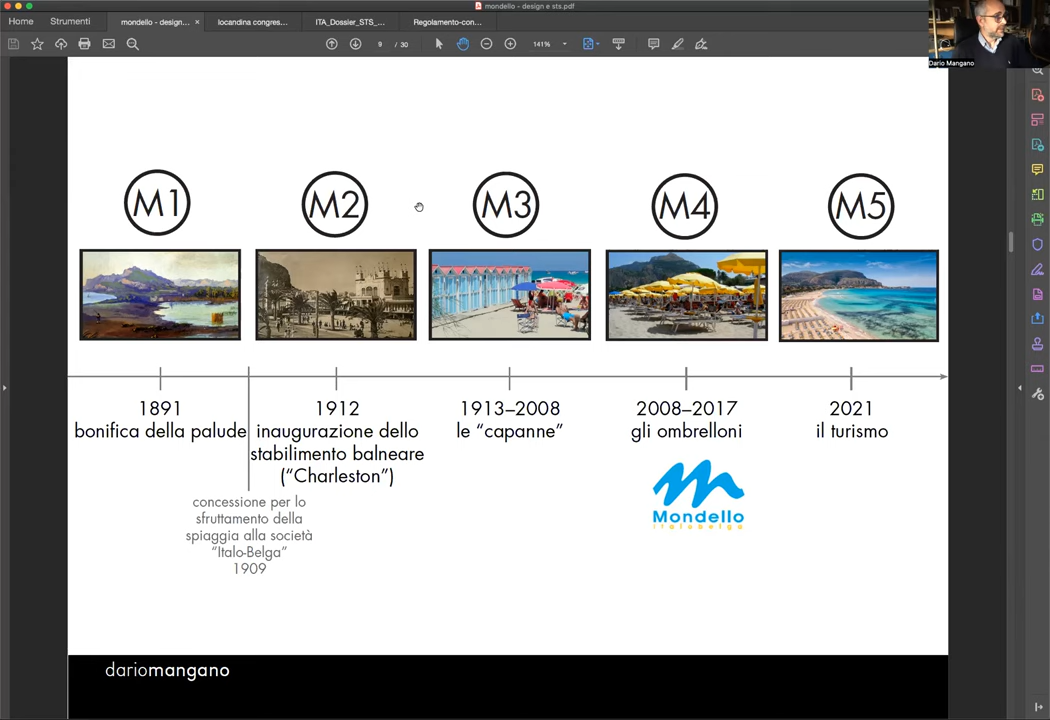 mondello - design e sts.pdf
Home
Strumenti
mondello - design...
locandina congres...
ITA_Dossier_STS_...
Regolamento-con...
9 / 30
141%
Dario Mangano
M1
M2
M3
M4
M5
1891
bonifica della palude
1912
inaugurazione dello
stabilimento balneare
(“Charleston”)
1913–2008
le “capanne”
2008–2017
gli ombrelloni
2021
il turismo
concessione per lo
sfruttamento della
spiaggia alla società
“Italo-Belga”
1909
Mondello
italobelga
dariomangano